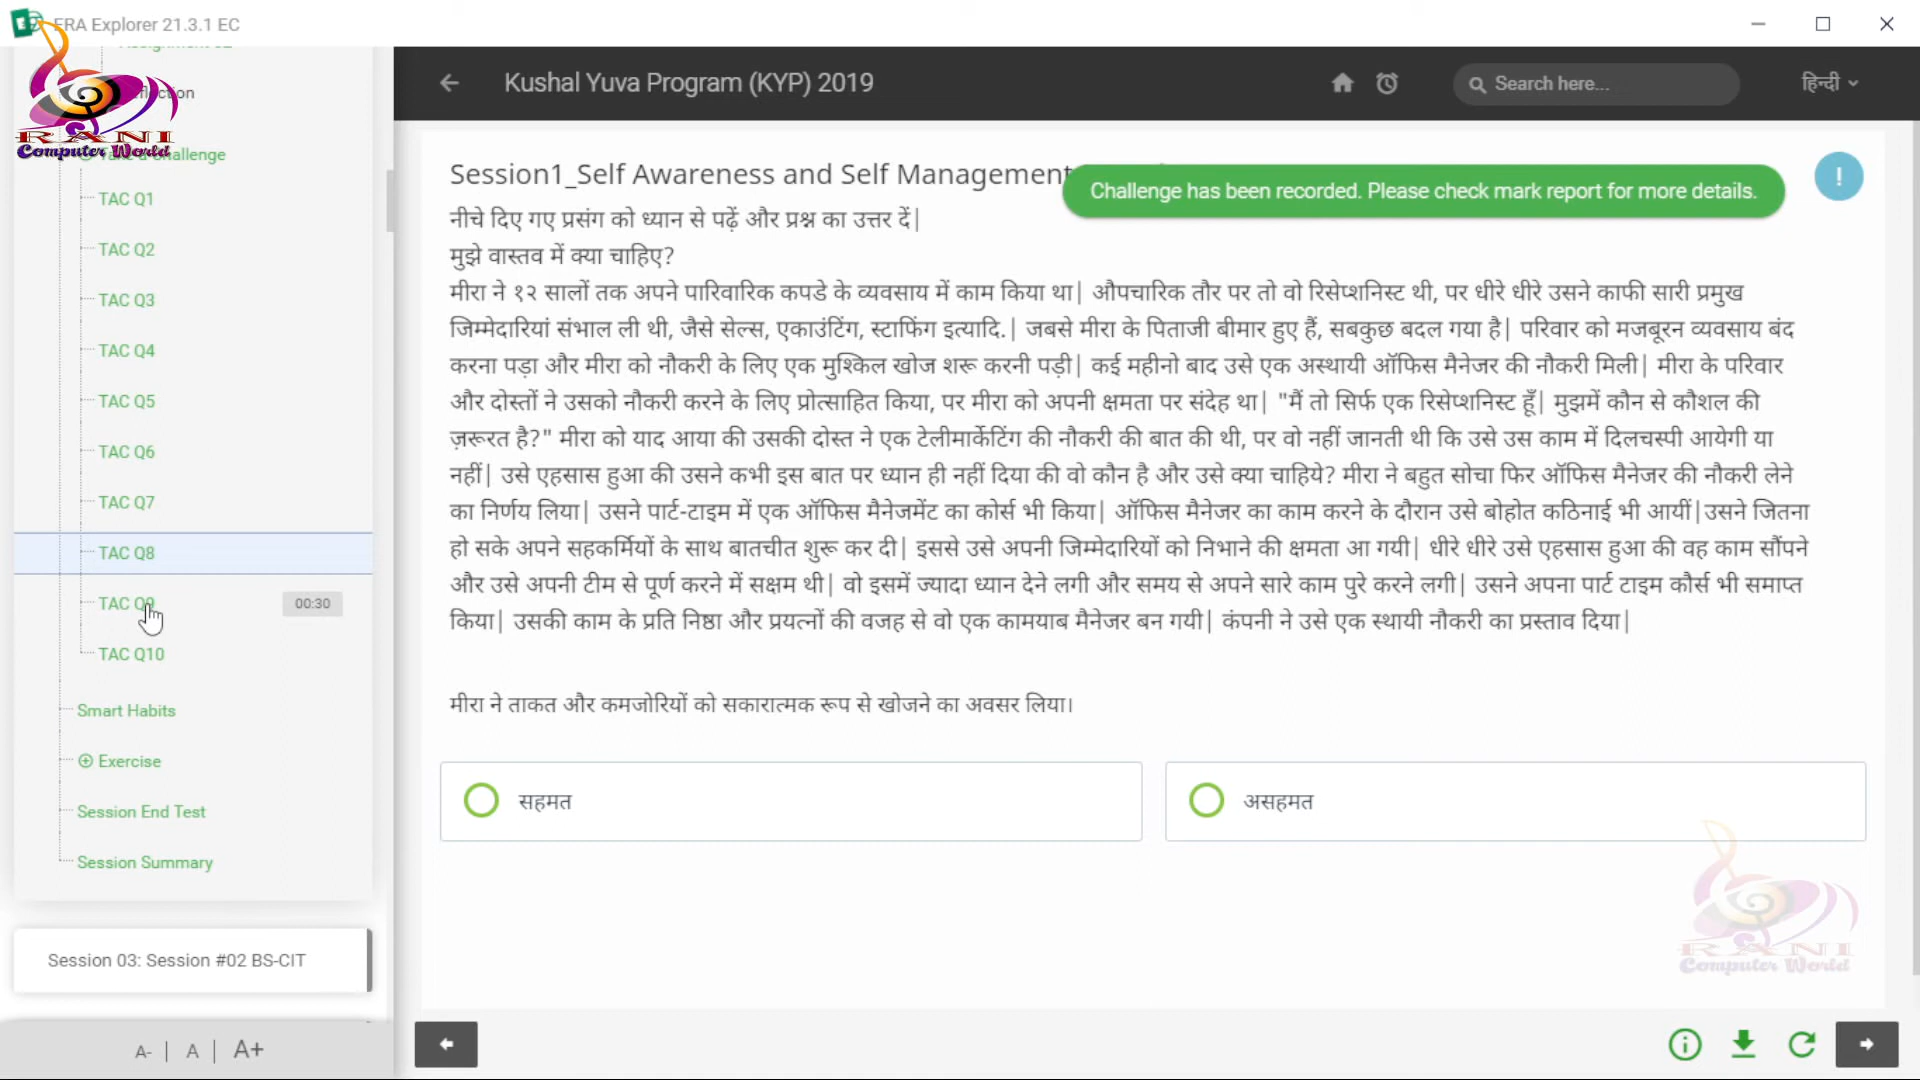 ERA Explorer 21.3.1 EC
RANI
Computer World
TAC Q1
TAC Q2
TAC Q3
TAC Q4
TAC Q5
TAC Q6
TAC Q7
TAC Q8
TAC Q9 00:30
TAC Q10
Smart Habits
Exercise
Session End Test
Session Summary
Session 03: Session #02 BS-CIT
A- | A | A+
Kushal Yuva Program (KYP) 2019
Search here...
हिन्दी
Session1_Self Awareness and Self Management
Challenge has been recorded. Please check mark report for more details.
नीचे दिए गए प्रसंग को ध्यान से पढ़ें और प्रश्न का उत्तर दें|
मुझे वास्तव में क्या चाहिए?
मीरा ने १२ सालों तक अपने पारिवारिक कपडे के व्यवसाय में काम किया था| औपचारिक तौर पर तो वो रिसेप्शनिस्ट थी, पर धीरे धीरे उसने काफी सारी प्रमुख
जिम्मेदारियां संभाल ली थी, जैसे सेल्स, एकाउंटिंग, स्टाफिंग इत्यादि.| जबसे मीरा के पिताजी बीमार हुए हैं, सबकुछ बदल गया है| परिवार को मजबूरन व्यवसाय बंद
करना पड़ा और मीरा को नौकरी के लिए एक मुश्किल खोज शरू करनी पड़ी| कई महीनो बाद उसे एक अस्थायी ऑफिस मैनेजर की नौकरी मिली| मीरा के परिवार
और दोस्तों ने उसको नौकरी करने के लिए प्रोत्साहित किया, पर मीरा को अपनी क्षमता पर संदेह था| "मैं तो सिर्फ एक रिसेप्शनिस्ट हूँ| मुझमें कौन से कौशल की
ज़रूरत है?" मीरा को याद आया की उसकी दोस्त ने एक टेलीमार्केटिंग की नौकरी की बात की थी, पर वो नहीं जानती थी कि उसे उस काम में दिलचस्पी आयेगी या
नहीं| उसे एहसास हुआ की उसने कभी इस बात पर ध्यान ही नहीं दिया की वो कौन है और उसे क्या चाहिये? मीरा ने बहुत सोचा फिर ऑफिस मैनेजर की नौकरी लेने
का निर्णय लिया| उसने पार्ट-टाइम में एक ऑफिस मैनेजमेंट का कोर्स भी किया| ऑफिस मैनेजर का काम करने के दौरान उसे बोहोत कठिनाई भी आयीं|उसने जितना
हो सके अपने सहकर्मियों के साथ बातचीत शुरू कर दी| इससे उसे अपनी जिम्मेदारियों को निभाने की क्षमता आ गयी| धीरे धीरे उसे एहसास हुआ की वह काम सौंपने
और उसे अपनी टीम से पूर्ण करने में सक्षम थी| वो इसमें ज्यादा ध्यान देने लगी और समय से अपने सारे काम पुरे करने लगी| उसने अपना पार्ट टाइम कौर्स भी समाप्त
किया| उसकी काम के प्रति निष्ठा और प्रयत्नों की वजह से वो एक कामयाब मैनेजर बन गयी| कंपनी ने उसे एक स्थायी नौकरी का प्रस्ताव दिया|
मीरा ने ताकत और कमजोरियों को सकारात्मक रूप से खोजने का अवसर लिया।
सहमत
असहमत
RANI
Computer World